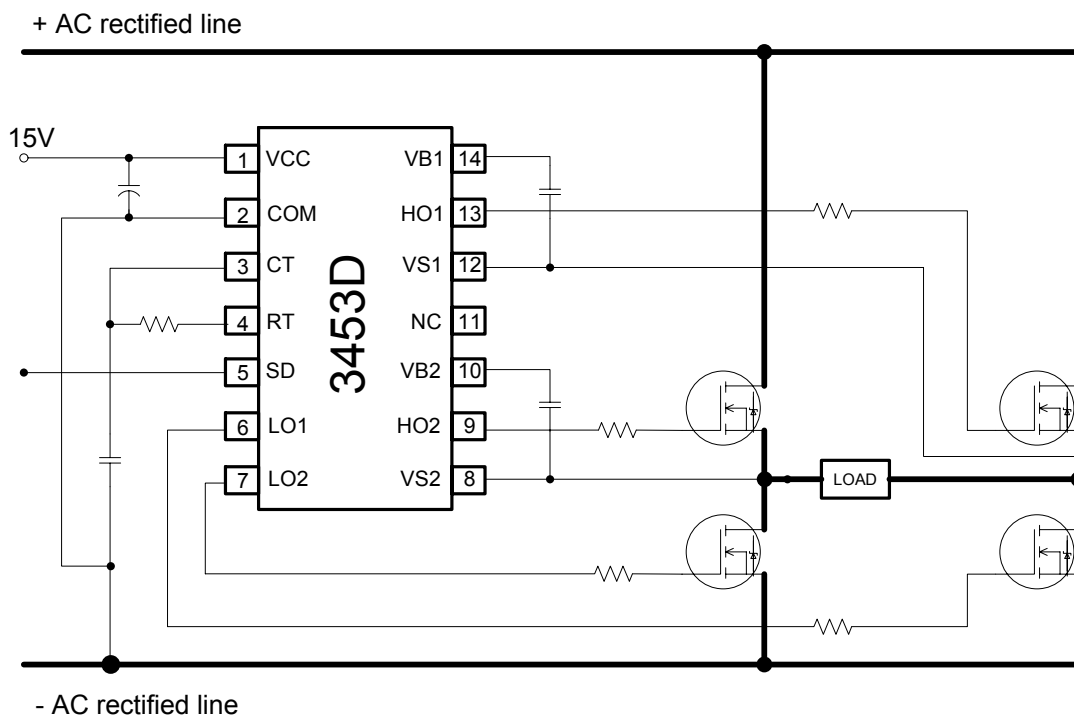 + AC rectified line
15V
1 VCC VB1 14
2 COM HO1 13
3 CT VS1 12
4 RT NC 11
5 SD VB2 10
6 LO1 HO2 9
7 LO2 VS2 8
3453D
LOAD
- AC rectified line